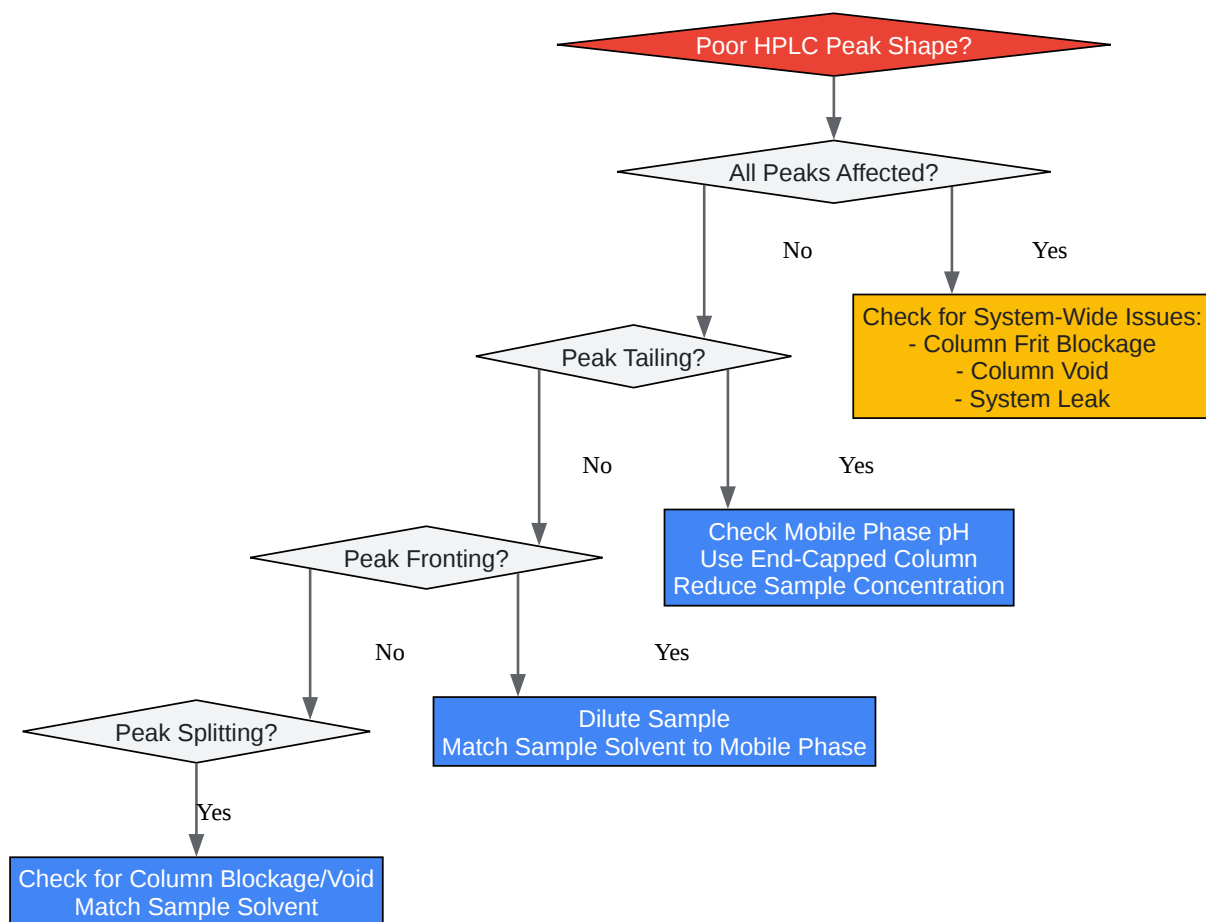 Poor HPLC Peak Shape?
All Peaks Affected?
No
Yes
Check for System-Wide Issues:
- Column Frit Blockage
- Column Void
- System Leak
Peak Tailing?
No
Yes
Check Mobile Phase pH
Use End-Capped Column
Reduce Sample Concentration
Peak Fronting?
No
Yes
Dilute Sample
Match Sample Solvent to Mobile Phase
Peak Splitting?
Yes
Check for Column Blockage/Void
Match Sample Solvent